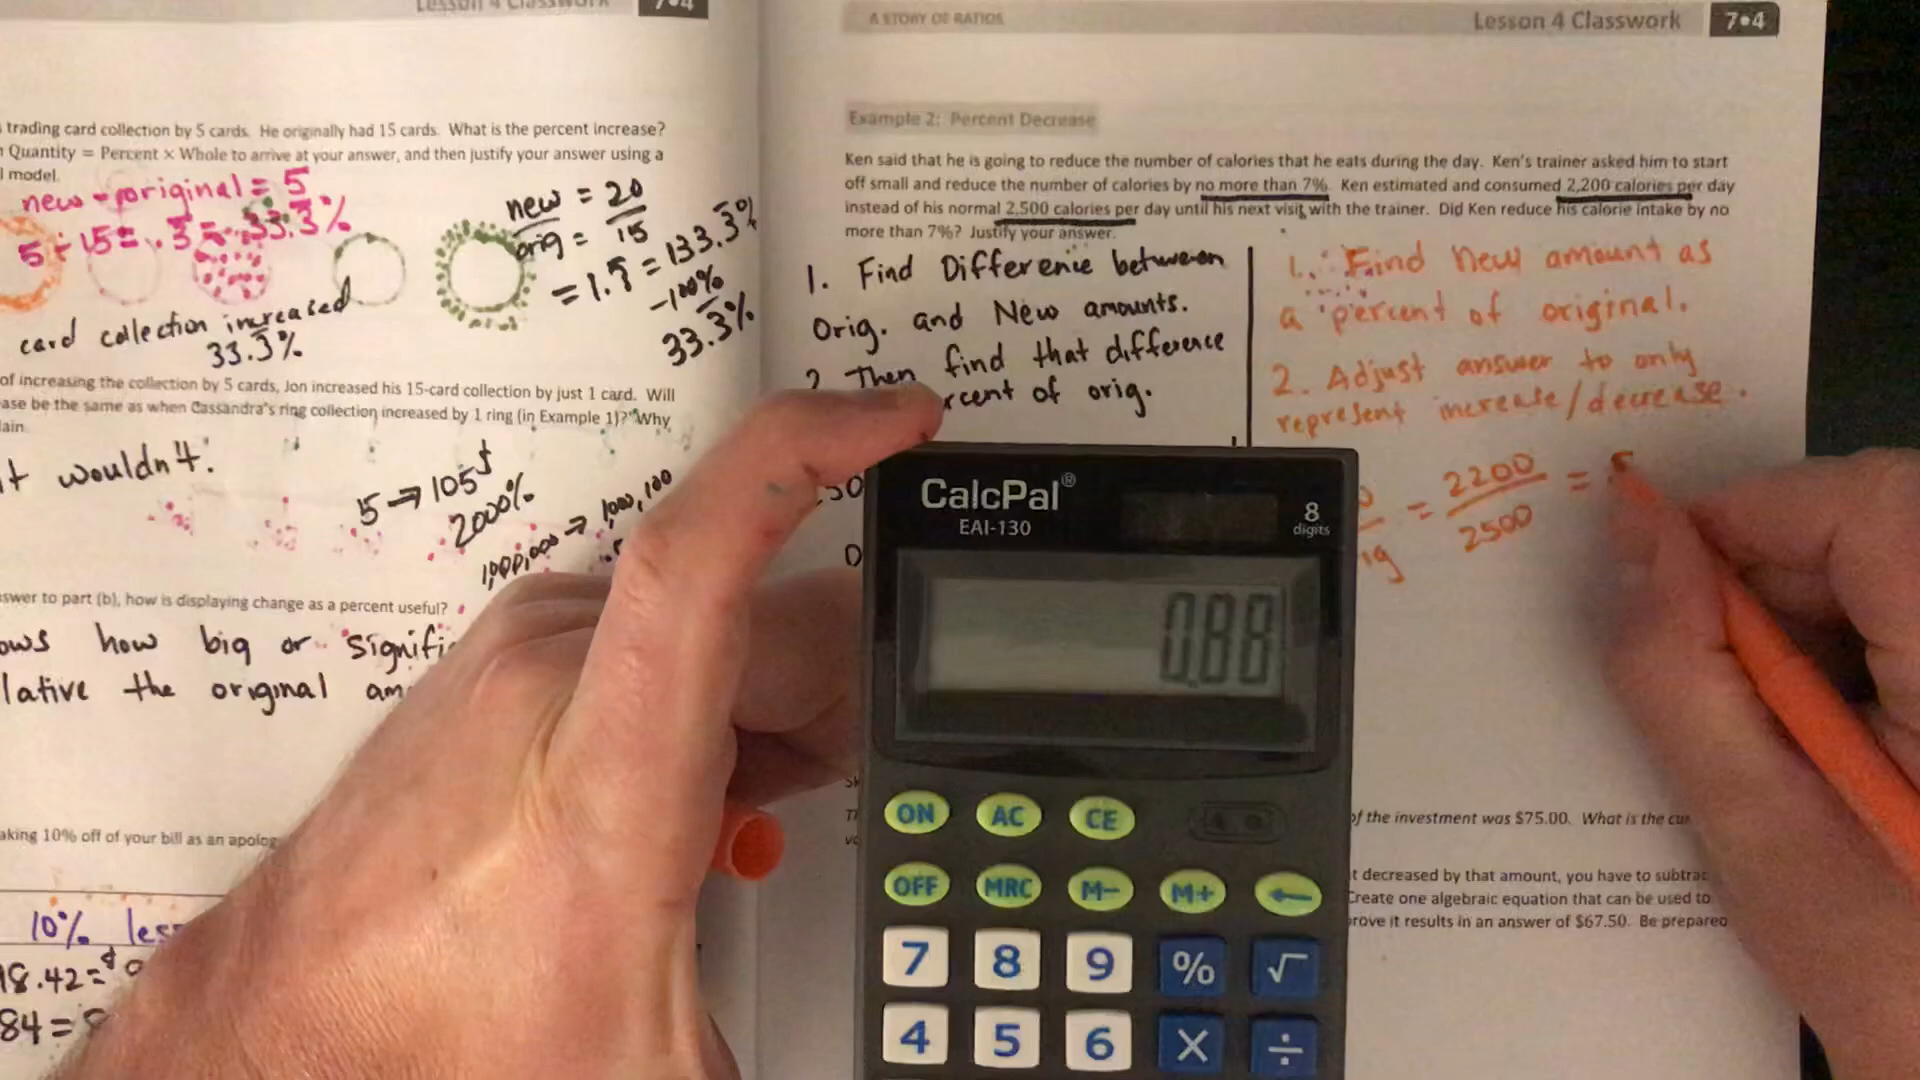 Lesson 4 Classwork
7•4
trading card collection by 5 cards. He originally had 15 cards. What is the percent increase?
Quantity = Percent × Whole to arrive at your answer, and then justify your answer using a
model.
new - original = 5
5 ÷ 15 = .3̅ = 33.3̅%
new = 20
orig = 15
= 1.3̅ = 133.3̅%
-100%
33.3̅%
card collection increased
33.3̅%
of increasing the collection by 5 cards, Jon increased his 15-card collection by just 1 card. Will
ase be the same as when Cassandra's ring collection increased by 1 ring (in Example 1)? Why
ain.
t wouldn't.
5 → 105
2000%
1,000,000 → 1,000,100
swer to part (b), how is displaying change as a percent useful?
ows how big or signifi
lative the original am
aking 10% off of your bill as an apolog
10% less
18.42 =
84 =
A STORY OF RATIOS
Lesson 4 Classwork
7•4
Example 2: Percent Decrease
Ken said that he is going to reduce the number of calories that he eats during the day. Ken's trainer asked him to start
off small and reduce the number of calories by no more than 7%. Ken estimated and consumed 2,200 calories per day
instead of his normal 2,500 calories per day until his next visit with the trainer. Did Ken reduce his calorie intake by no
more than 7%? Justify your answer.
1. Find Difference between
Orig. and New amounts.
2. Then find that difference
rcent of orig.
1. Find new amount as
a percent of original.
2. Adjust answer to only
represent increase/decrease.
= 2200
2500
=
ig
CalcPal®
EAI-130
8
digits
0.88
ON AC CE
OFF MRC M− M+ ←
7 8 9 % √
4 5 6 × ÷
of the investment was $75.00. What is the cur
t decreased by that amount, you have to subtrac
Create one algebraic equation that can be used to
rove it results in an answer of $67.50. Be prepared